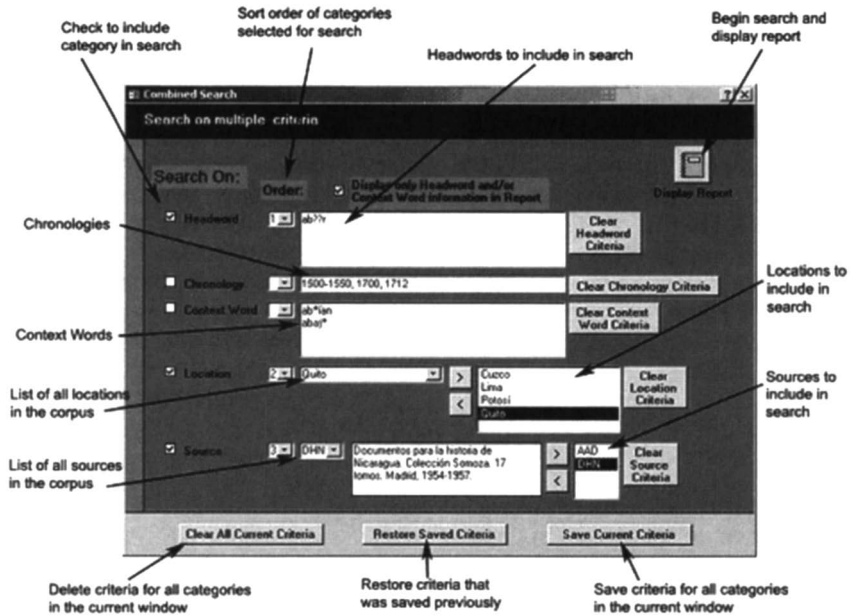 Check to include
category in search
Sort order of categories
selected for search
Headwords to include in search
Begin search and
display report
Combined Search
Search on multiple criteria
Search On:
Order:
Display only Headword and/or
Context Word information in Report
Display Report
Headword
1
ab??r
Clear
Headword
Criteria
Chronologies
Chronology
1500-1550, 1700, 1712
Clear Chronology Criteria
Locations to
include in
search
Context Word
ab*ian
abaj*
Clear Context
Word Criteria
Context Words
Location
2
Quito
>
<
Cuzco
Lima
Potosí
Quito
Clear
Location
Criteria
List of all locations
in the corpus
Sources to
include in
search
Source
3
DHN
Documentos para la historia de
Nicaragua. Colección Somoza. 17
tomos. Madrid, 1954-1957.
>
<
AAD
DHN
Clear
Source
Criteria
List of all sources
in the corpus
Clear All Current Criteria
Restore Saved Criteria
Save Current Criteria
Delete criteria for all categories
in the current window
Restore criteria that
was saved previously
Save criteria for all categories
in the current window